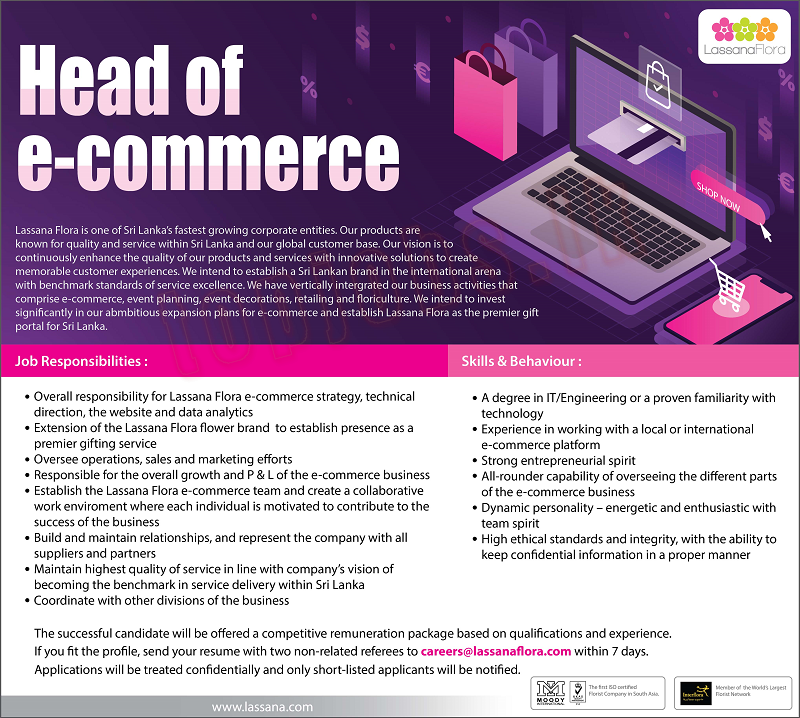 LassanaFlora
Head of
e-commerce
SHOP NOW
Lassana Flora is one of Sri Lanka's fastest growing corporate entities. Our products are
known for quality and service within Sri Lanka and our global customer base. Our vision is to
continuously enhance the quality of our products and services with innovative solutions to create
memorable customer experiences. We intend to establish a Sri Lankan brand in the international arena
with benchmark standards of service excellence. We have vertically intergrated our business activities that
comprise e-commerce, event planning, event decorations, retailing and floriculture. We intend to invest
significantly in our abmbitious expansion plans for e-commerce and establish Lassana Flora as the premier gift
portal for Sri Lanka.
Job Responsibilities :
• Overall responsibility for Lassana Flora e-commerce strategy, technical
direction, the website and data analytics
• Extension of the Lassana Flora flower brand to establish presence as a
premier gifting service
• Oversee operations, sales and marketing efforts
• Responsible for the overall growth and P & L of the e-commerce business
• Establish the Lassana Flora e-commerce team and create a collaborative
work enviroment where each individual is motivated to contribute to the
success of the business
• Build and maintain relationships, and represent the company with all
suppliers and partners
• Maintain highest quality of service in line with company's vision of
becoming the benchmark in service delivery within Sri Lanka
• Coordinate with other divisions of the business
Skills & Behaviour :
• A degree in IT/Engineering or a proven familiarity with
technology
• Experience in working with a local or international
e-commerce platform
• Strong entrepreneurial spirit
• All-rounder capability of overseeing the different parts
of the e-commerce business
• Dynamic personality – energetic and enthusiastic with
team spirit
• High ethical standards and integrity, with the ability to
keep confidential information in a proper manner
The successful candidate will be offered a competitive remuneration package based on qualifications and experience.
If you fit the profile, send your resume with two non-related referees to careers@lassanaflora.com within 7 days.
Applications will be treated confidentially and only short-listed applicants will be notified.
www.lassana.com
MOODY
INTERNATIONAL
The first ISO certified
Florist Company in South Asia.
Interflora
Member of the World's Largest
Florist Network